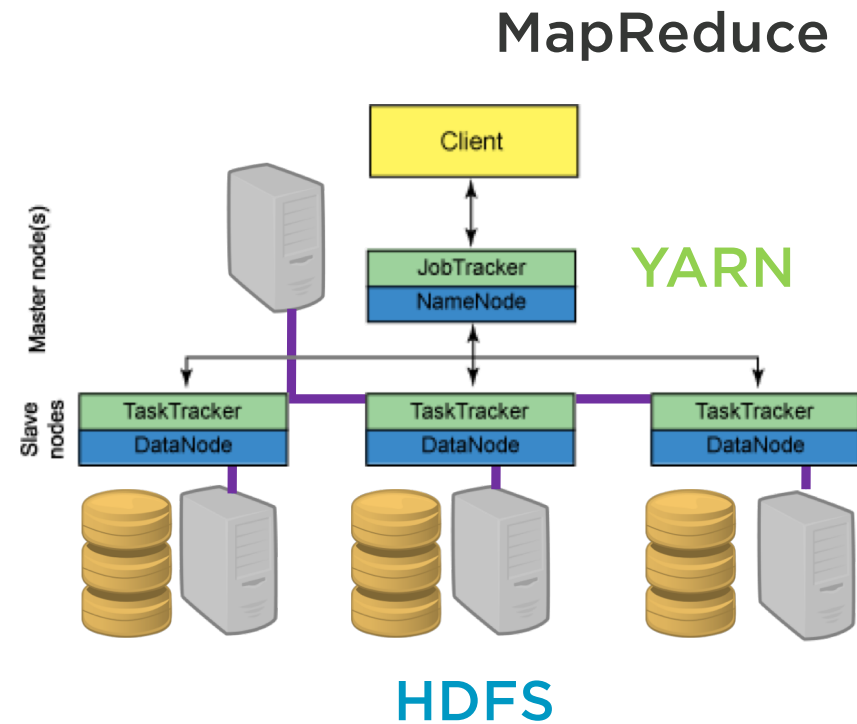 MapReduce
Client
Master node(s)
JobTracker
NameNode
YARN
Slave
nodes
TaskTracker
DataNode
TaskTracker
DataNode
TaskTracker
DataNode
HDFS